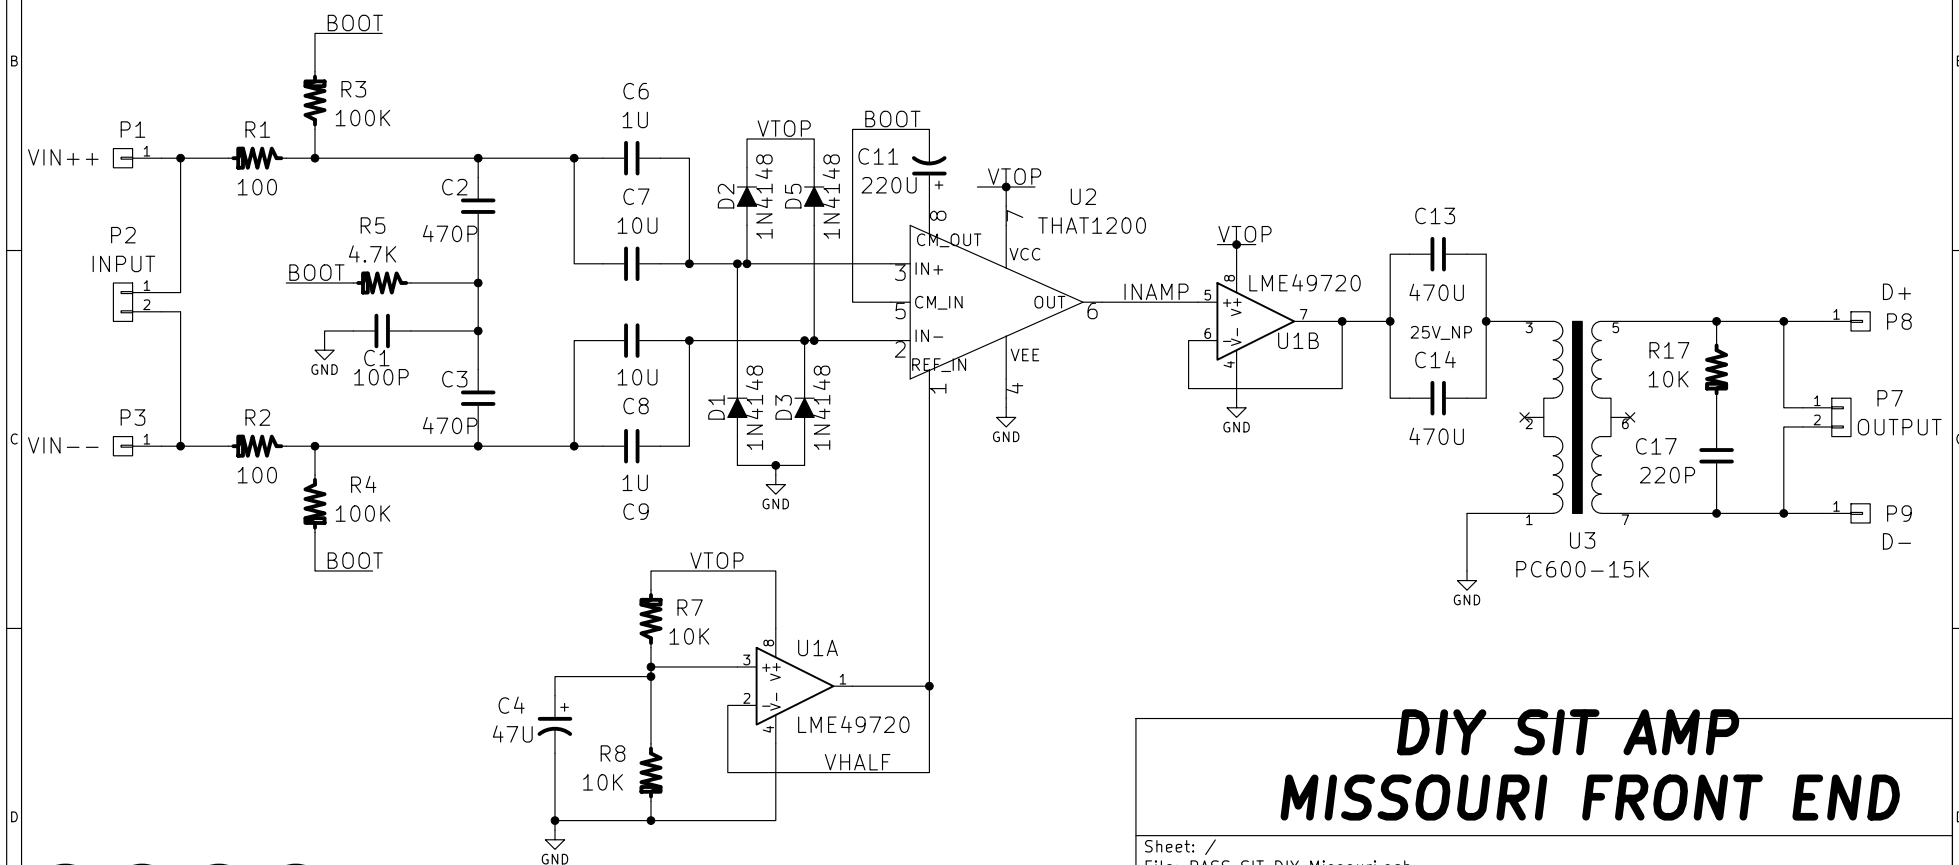 BOOT
B
R3
100K
C6
1U
P1
1
R1
VIN++
100
VTOP
BOOT
C11
220U
+
D2
1N4148
D5
1N4148
C7
10U
C2
470P
8
CM_OUT
VTOP
7
VCC
U2
THAT1200
P2
INPUT
1
2
R5
4.7K
BOOT
3
IN+
5
CM_IN
OUT
6
INAMP
2
IN-
REF_IN
1
VEE
4
GND
VTOP
8
LME49720
5
++
V+
6
-
V-
7
U1B
4
GND
C13
470U
25V_NP
C14
470U
3
5
2
6
1
7
U3
PC600-15K
GND
R17
10K
C17
220P
D+
1
P8
P7
1
2
OUTPUT
1
P9
D-
GND
C1
100P
C3
470P
10U
C8
D1
1N4148
D3
1N4148
GND
P3
C
1
R2
VIN--
100
1U
C9
R4
100K
BOOT
VTOP
R7
10K
8
U1A
3
++
V+
1
2
-
V-
4
LME49720
VHALF
C4
+
47U
R8
10K
GND
D
DIY SIT AMP
MISSOURI FRONT END
Sheet: /